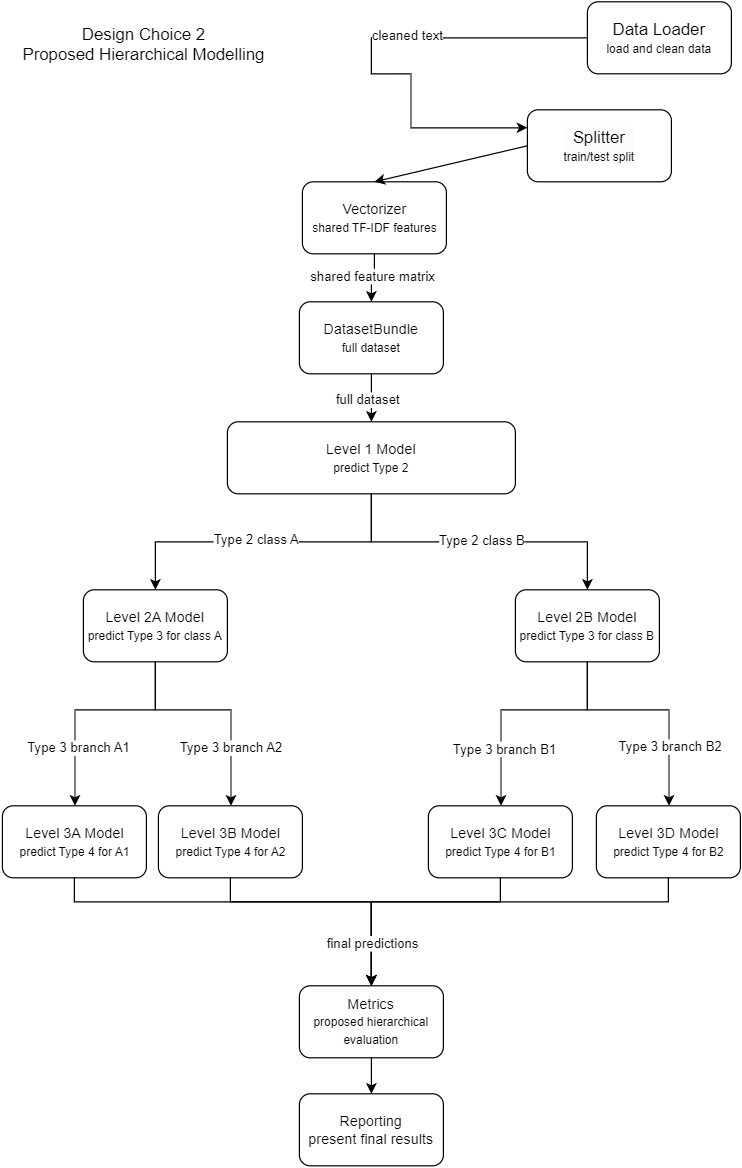 Design Choice 2
Proposed Hierarchical Modelling
Data Loader
load and clean data
cleaned text
Splitter
train/test split
Vectorizer
shared TF-IDF features
shared feature matrix
DatasetBundle
full dataset
full dataset
Level 1 Model
predict Type 2
Type 2 class A
Type 2 class B
Level 2A Model
predict Type 3 for class A
Level 2B Model
predict Type 3 for class B
Type 3 branch A1
Type 3 branch A2
Type 3 branch B1
Type 3 branch B2
Level 3A Model
predict Type 4 for A1
Level 3B Model
predict Type 4 for A2
Level 3C Model
predict Type 4 for B1
Level 3D Model
predict Type 4 for B2
final predictions
Metrics
proposed hierarchical
evaluation
Reporting
present final results